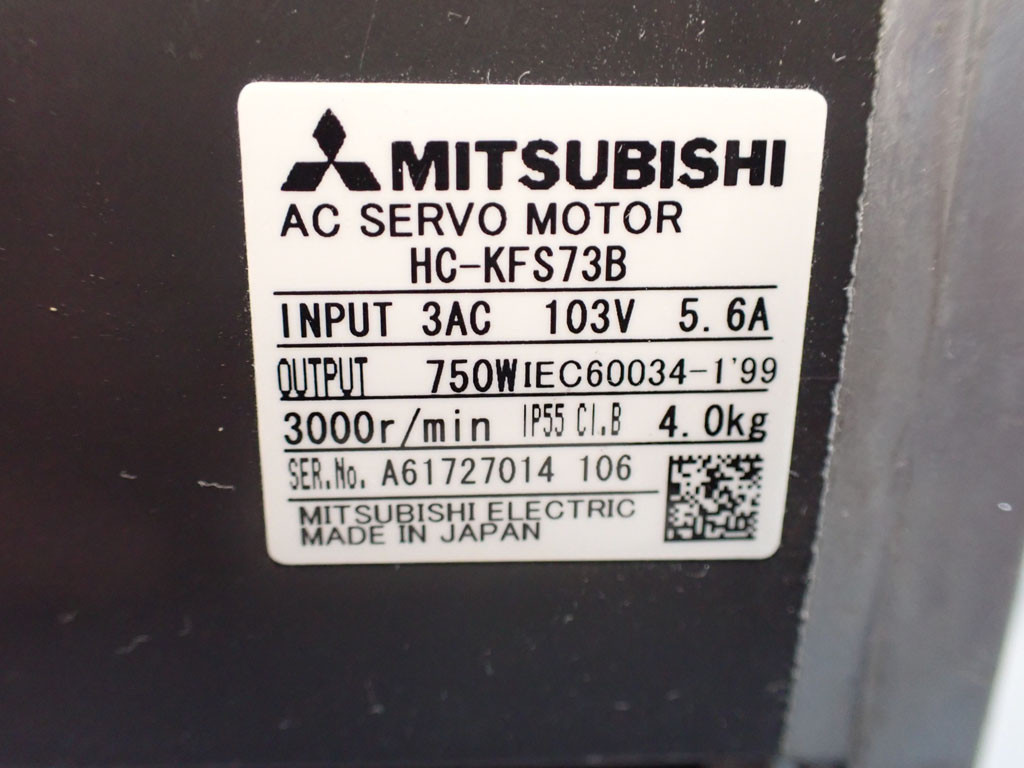 MITSUBISHI
AC SERVO MOTOR
HC-KFS73B
INPUT 3AC 103V 5.6A
OUTPUT 750W IEC60034-1'99
3000r/min IP55 CI.B 4.0kg
SER.No. A61727014 106
MITSUBISHI ELECTRIC
MADE IN JAPAN